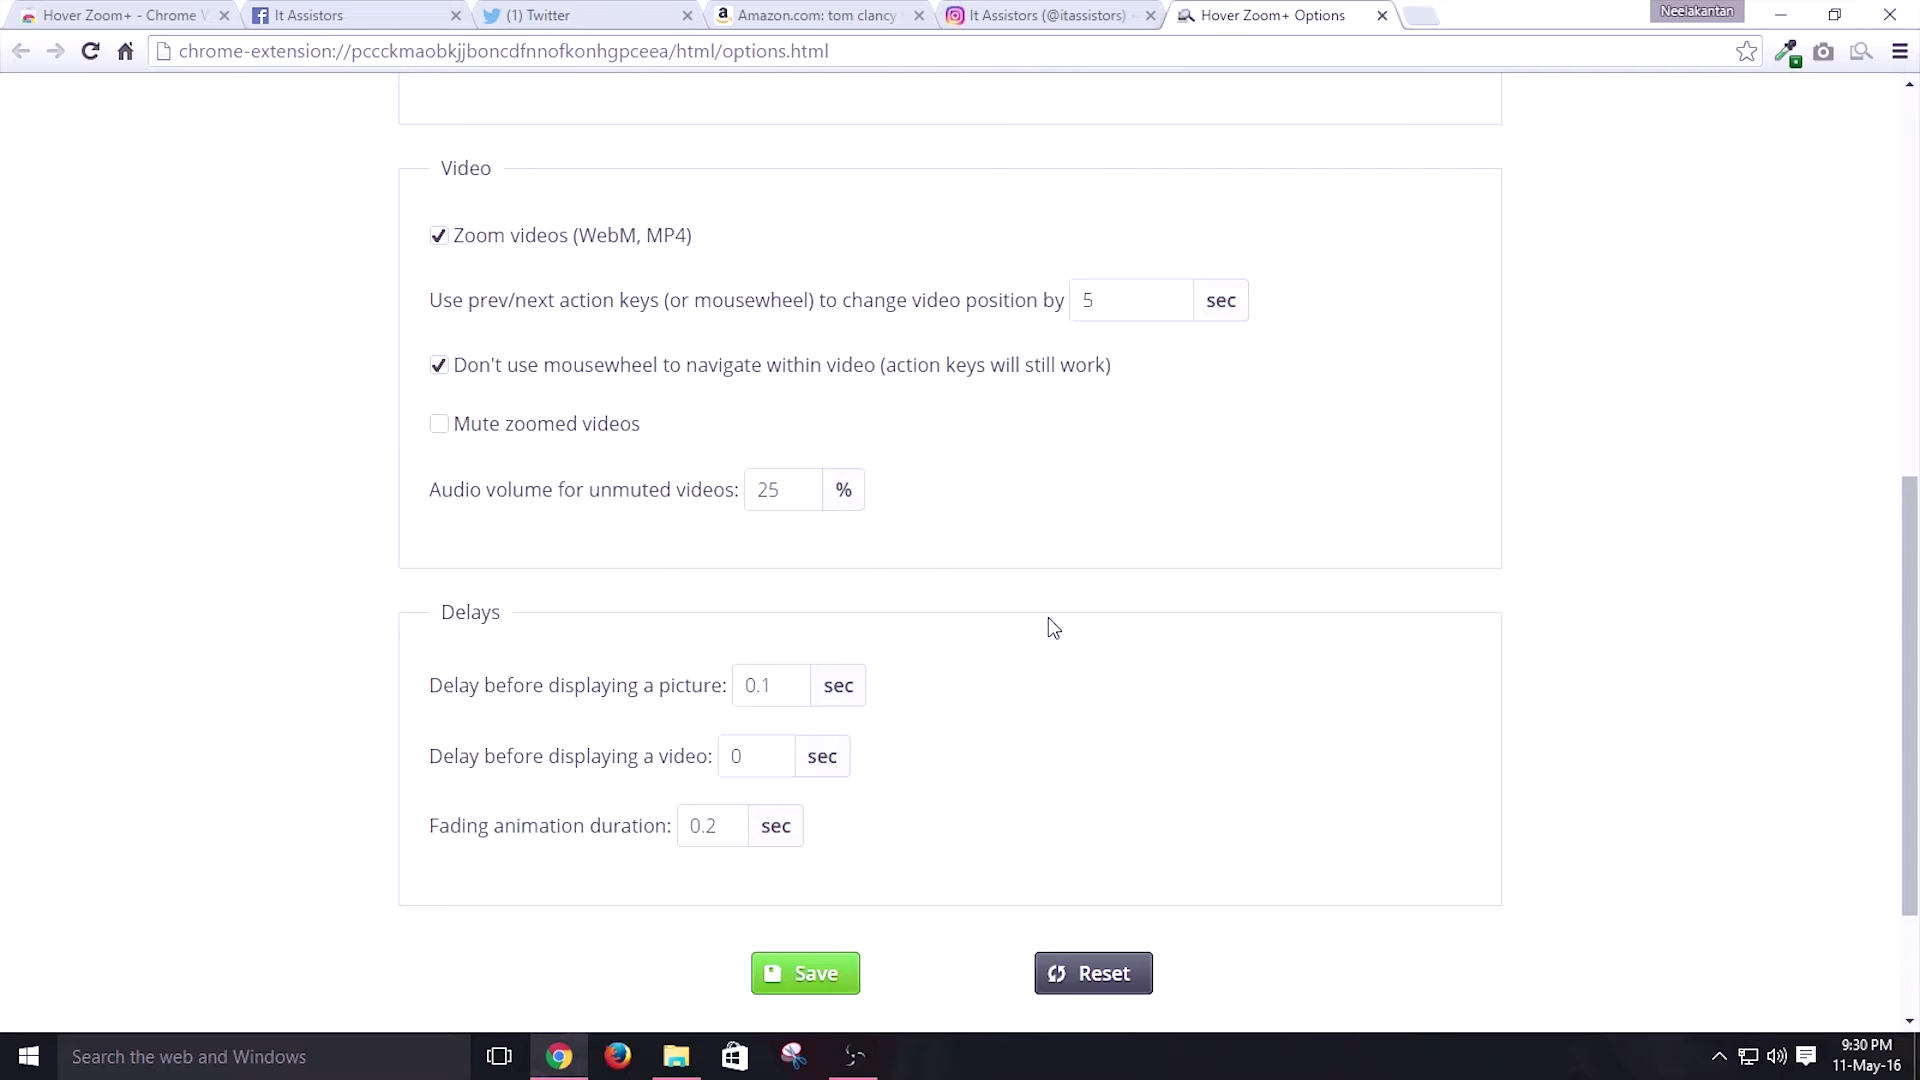 Hover Zoom+ - Chrome
It Assistors
(1) Twitter
Amazon.com: tom clancy
It Assistors (@itassistors)
Hover Zoom+ Options
Neelakantan
chrome-extension://pccckmaobkjjboncdfnnofkonhgpceea/html/options.html
Video
Zoom videos (WebM, MP4)
Use prev/next action keys (or mousewheel) to change video position by 5 sec
Don't use mousewheel to navigate within video (action keys will still work)
Mute zoomed videos
Audio volume for unmuted videos: 25 %
Delays
Delay before displaying a picture: 0.1 sec
Delay before displaying a video: 0 sec
Fading animation duration: 0.2 sec
Save
Reset
Search the web and Windows
9:30 PM
11-May-16